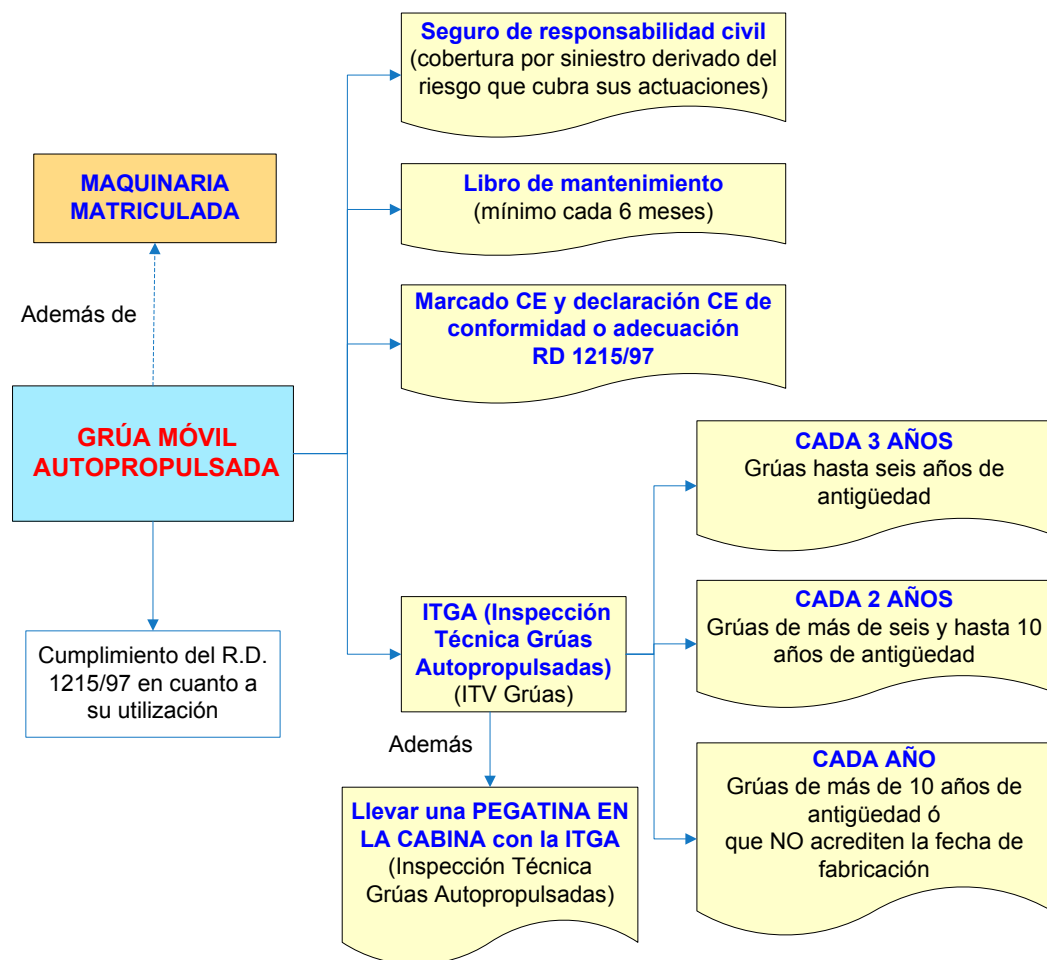 Seguro de responsabilidad civil
(cobertura por siniestro derivado del
riesgo que cubra sus actuaciones)
MAQUINARIA
MATRICULADA
Libro de mantenimiento
(mínimo cada 6 meses)
Además de
Marcado CE y declaración CE de
conformidad o adecuación
RD 1215/97
GRÚA MÓVIL
AUTOPROPULSADA
CADA 3 AÑOS
Grúas hasta seis años de
antigüedad
ITGA (Inspección
Técnica Grúas
Autopropulsadas)
(ITV Grúas)
CADA 2 AÑOS
Grúas de más de seis y hasta 10
años de antigüedad
Cumplimiento del R.D.
1215/97 en cuanto a
su utilización
Además
CADA AÑO
Grúas de más de 10 años de
antigüedad ó
que NO acrediten la fecha de
fabricación
Llevar una PEGATINA EN
LA CABINA con la ITGA
(Inspección Técnica
Grúas Autopropulsadas)